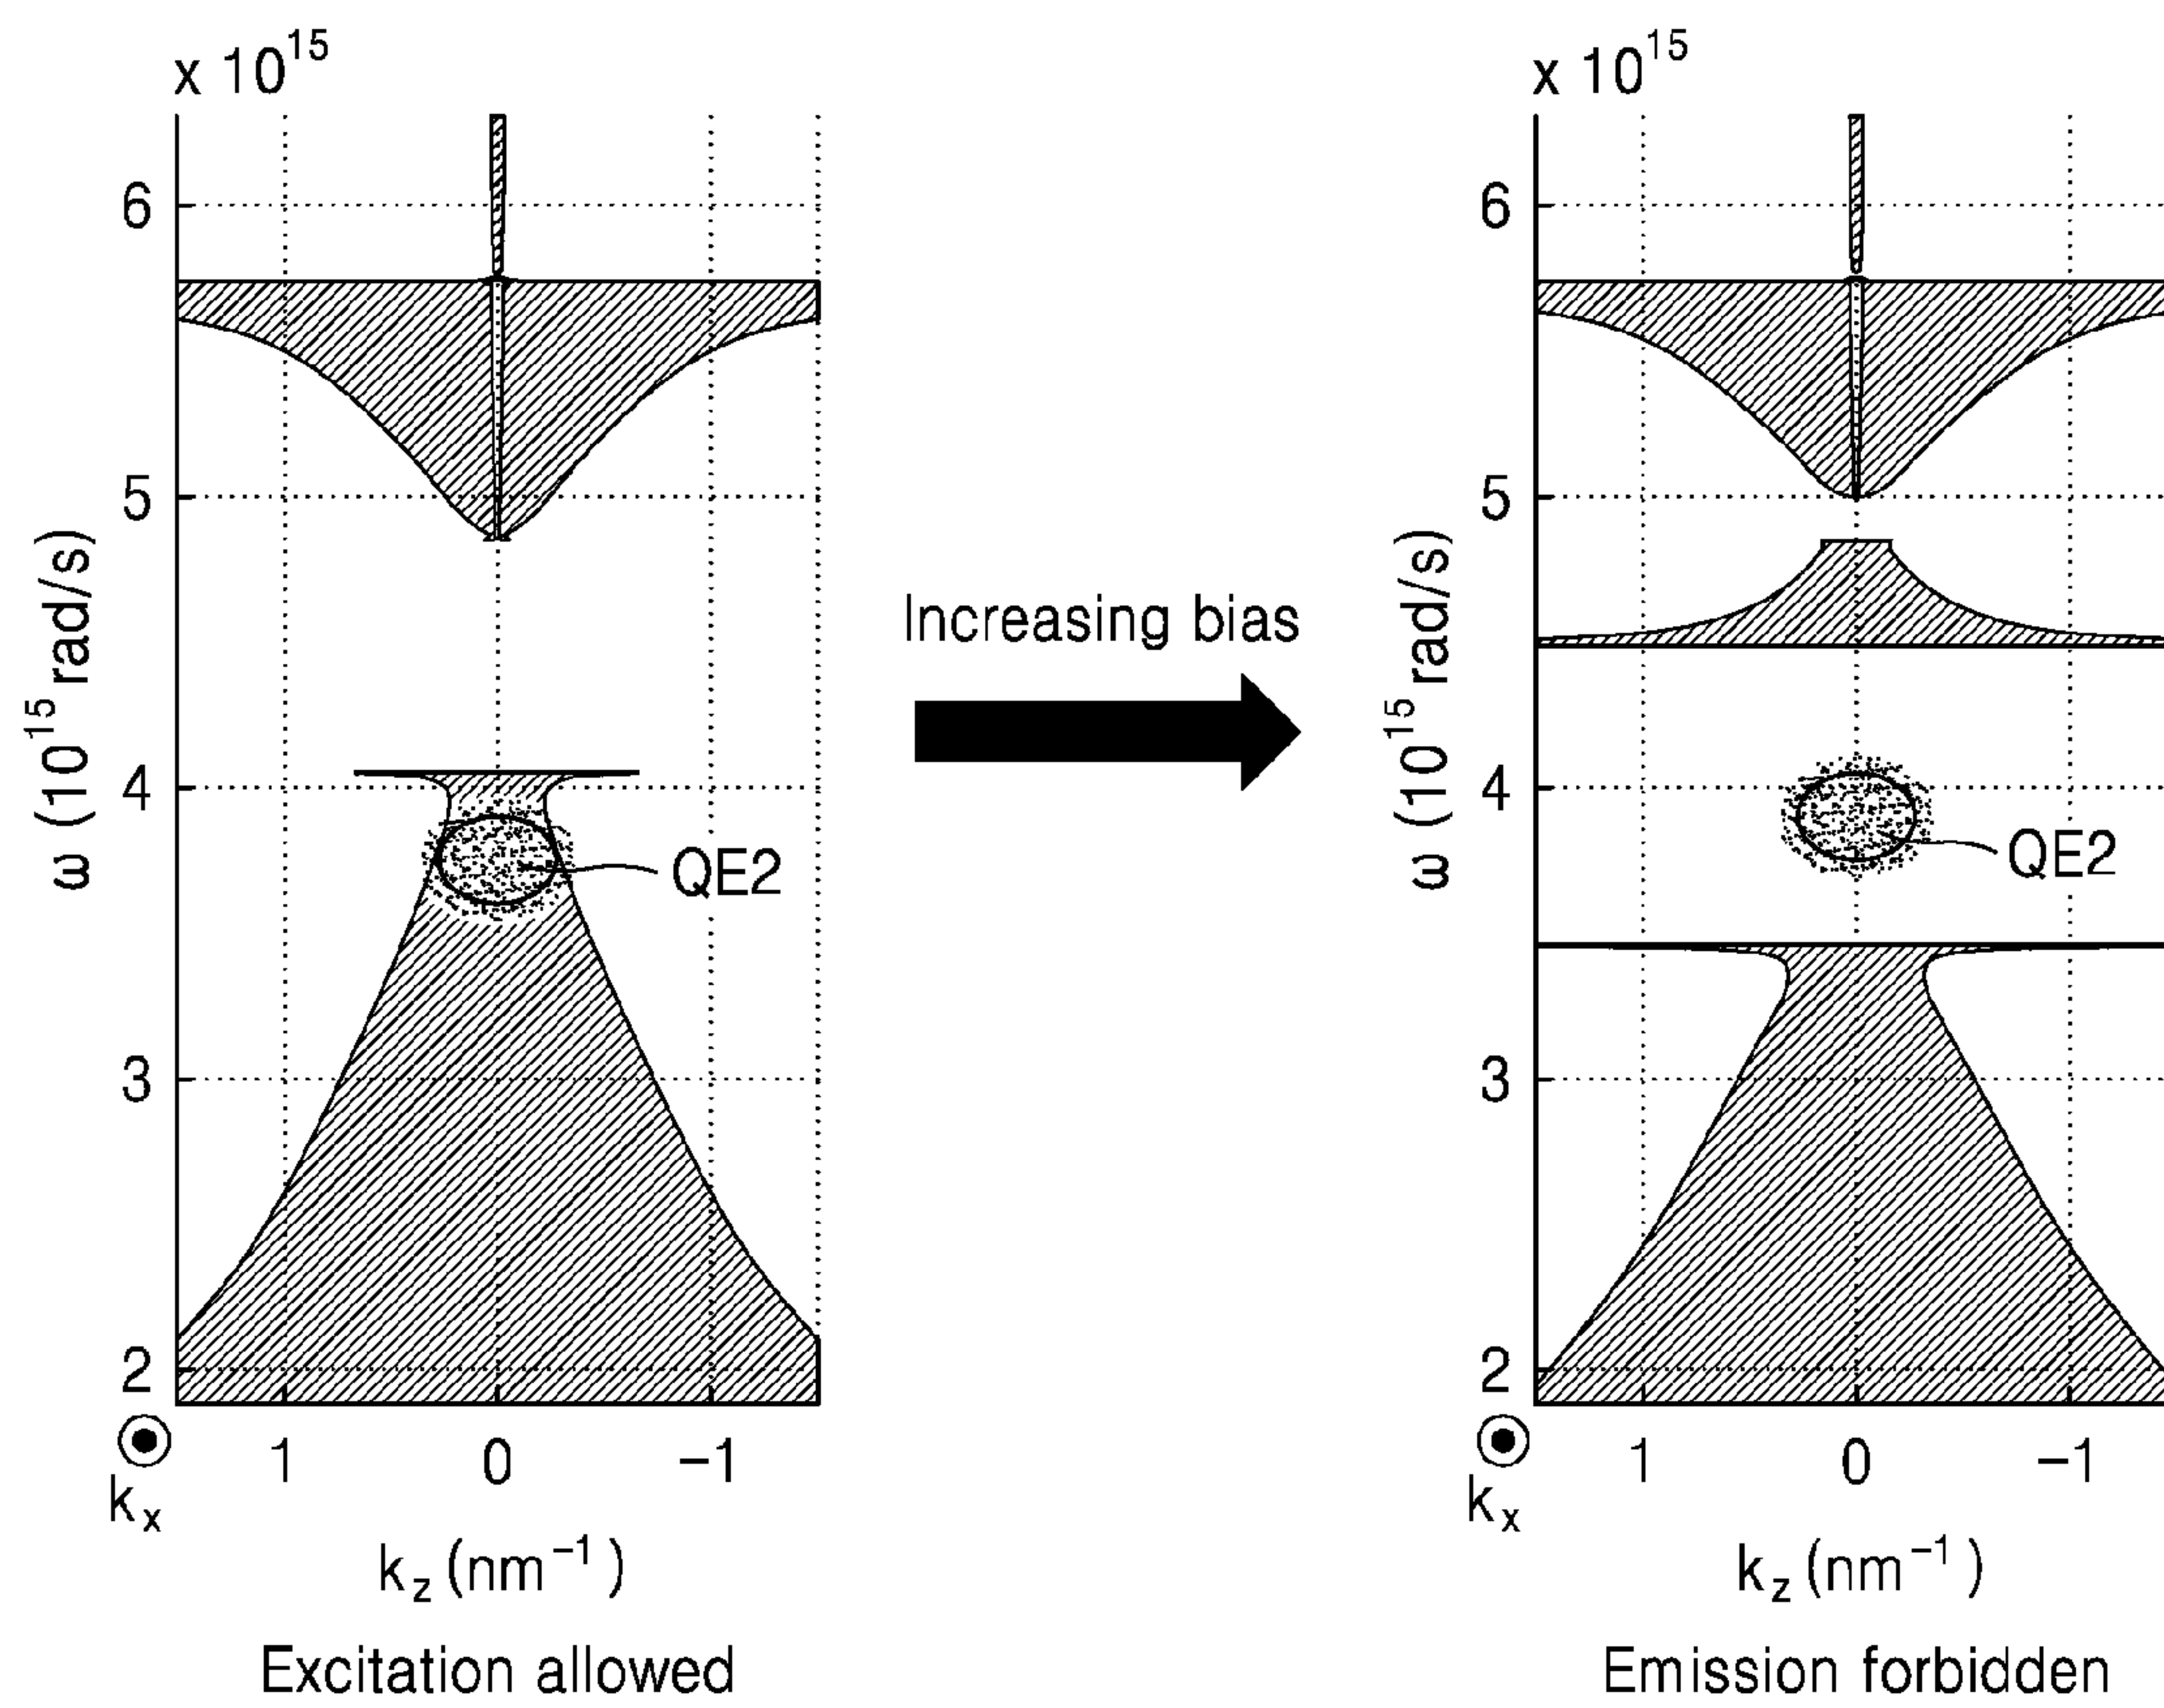 x 10^15
6
5
4
3
2
ω (10^15 rad/s)
QE2
1
0
−1
k_x
k_z (nm^−1)
Excitation allowed
Increasing bias
x 10^15
6
5
4
3
2
ω (10^15 rad/s)
QE2
1
0
−1
k_x
k_z (nm^−1)
Emission forbidden